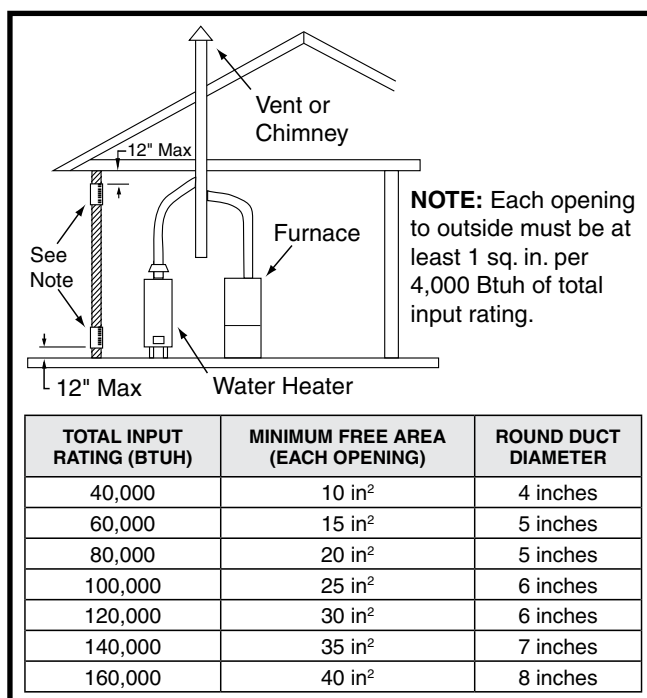 Vent or
Chimney
12" Max
NOTE: Each opening
to outside must be at
least 1 sq. in. per
4,000 Btuh of total
input rating.
Furnace
See
Note
12" Max
Water Heater
TOTAL INPUT
RATING (BTUH)
MINIMUM FREE AREA
(EACH OPENING)
ROUND DUCT
DIAMETER
40,000 10 in² 4 inches
60,000 15 in² 5 inches
80,000 20 in² 5 inches
100,000 25 in² 6 inches
120,000 30 in² 6 inches
140,000 35 in² 7 inches
160,000 40 in² 8 inches